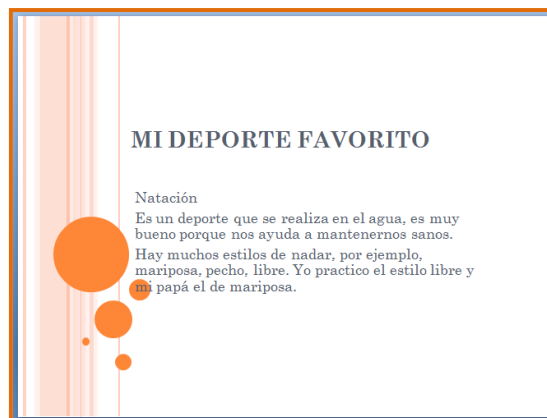 MI DEPORTE FAVORITO
Natación
Es un deporte que se realiza en el agua, es muy
bueno porque nos ayuda a mantenernos sanos.
Hay muchos estilos de nadar, por ejemplo,
mariposa, pecho, libre. Yo practico el estilo libre y
mi papá el de mariposa.